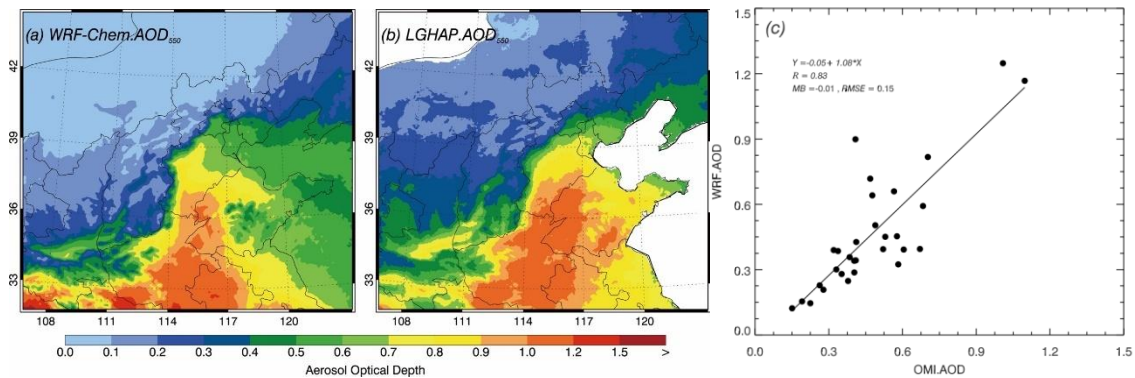 (a) WRF-Chem.AOD550
42
39
36
33
108 111 114 117 120
(b) LGHAP.AOD550
42
39
36
33
108 111 114 117 120
0.0 0.1 0.2 0.3 0.4 0.5 0.6 0.7 0.8 0.9 1.0 1.2 1.5 >
Aerosol Optical Depth
(c)
Y=-0.05+ 1.08*X
R = 0.83
MB =-0.01 , RMSE = 0.15
WRF.AOD
1.5
1.2
0.9
0.6
0.3
0.0
0.0 0.3 0.6 0.9 1.2 1.5
OMI.AOD